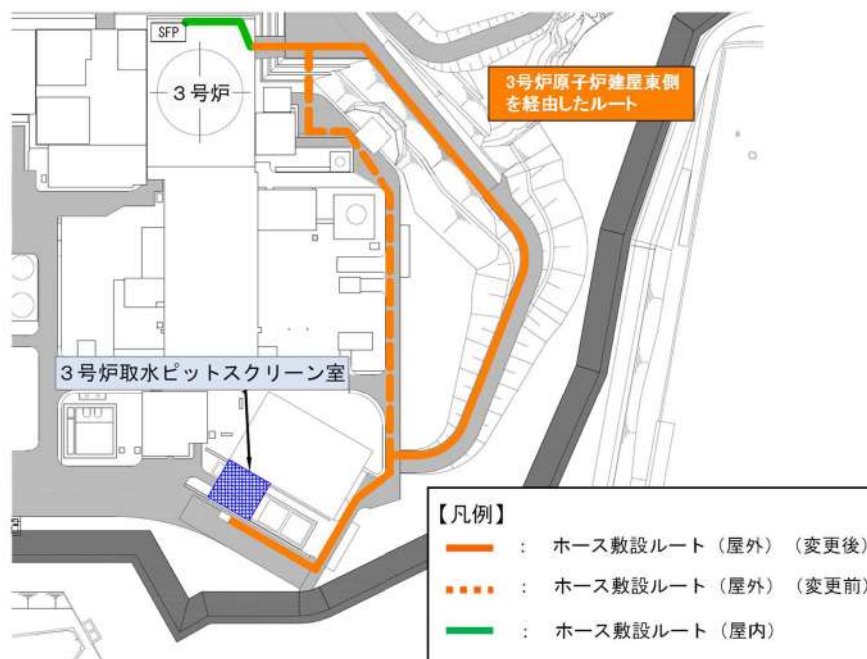 SFP
3号炉
3号炉原子炉建屋東側
を経由したルート
3号炉取水ピットスクリーン室
【凡例】
: ホース敷設ルート(屋外)(変更後)
: ホース敷設ルート(屋外)(変更前)
: ホース敷設ルート(屋内)